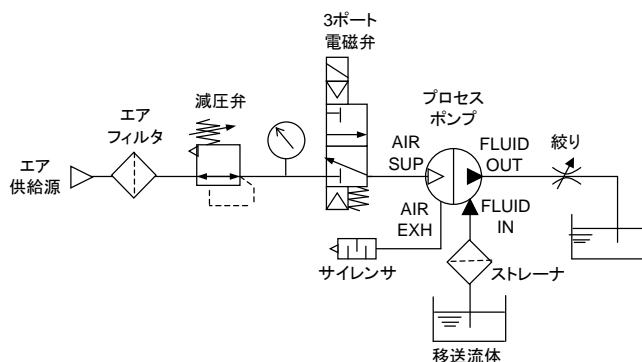 3ポート
電磁弁
エア
フィルタ
減圧弁
プロセス
ポンプ
エア
供給源
AIR
SUP
FLUID
OUT
絞り
AIR
EXH
FLUID
IN
サイレンサ
ストレーナ
移送流体